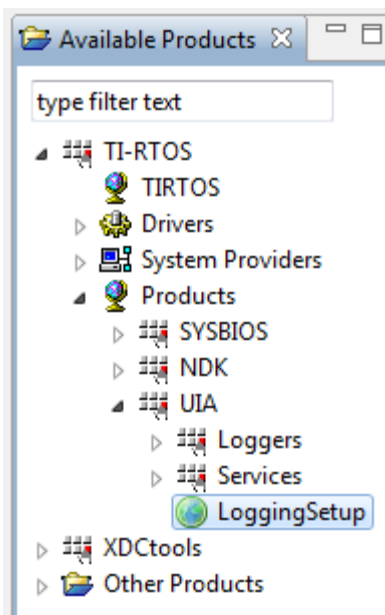 Available Products
type filter text
TI-RTOS
TIRTOS
Drivers
System Providers
Products
SYSBIOS
NDK
UIA
Loggers
Services
LoggingSetup
XDCtools
Other Products